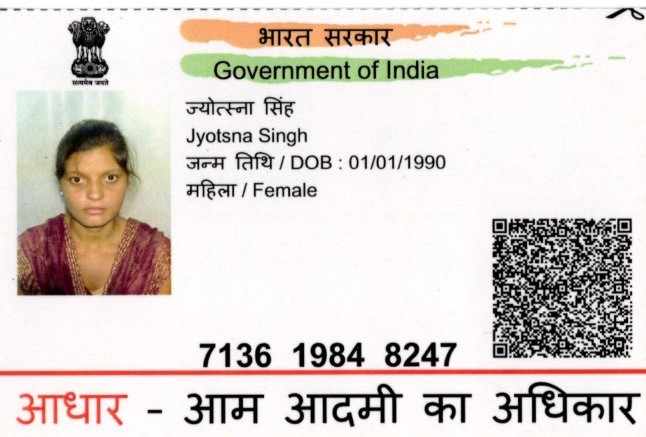 सत्यमेव जयते
भारत सरकार
Government of India
ज्योत्स्ना सिंह
Jyotsna Singh
जन्म तिथि / DOB : 01/01/1990
महिला / Female
7136 1984 8247
आधार - आम आदमी का अधिकार